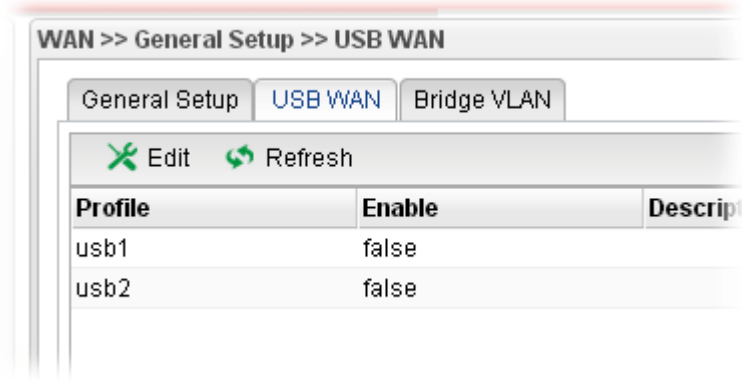 WAN >> General Setup >> USB WAN
General Setup USB WAN Bridge VLAN
Edit Refresh
Profile Enable Descript
usb1 false
usb2 false